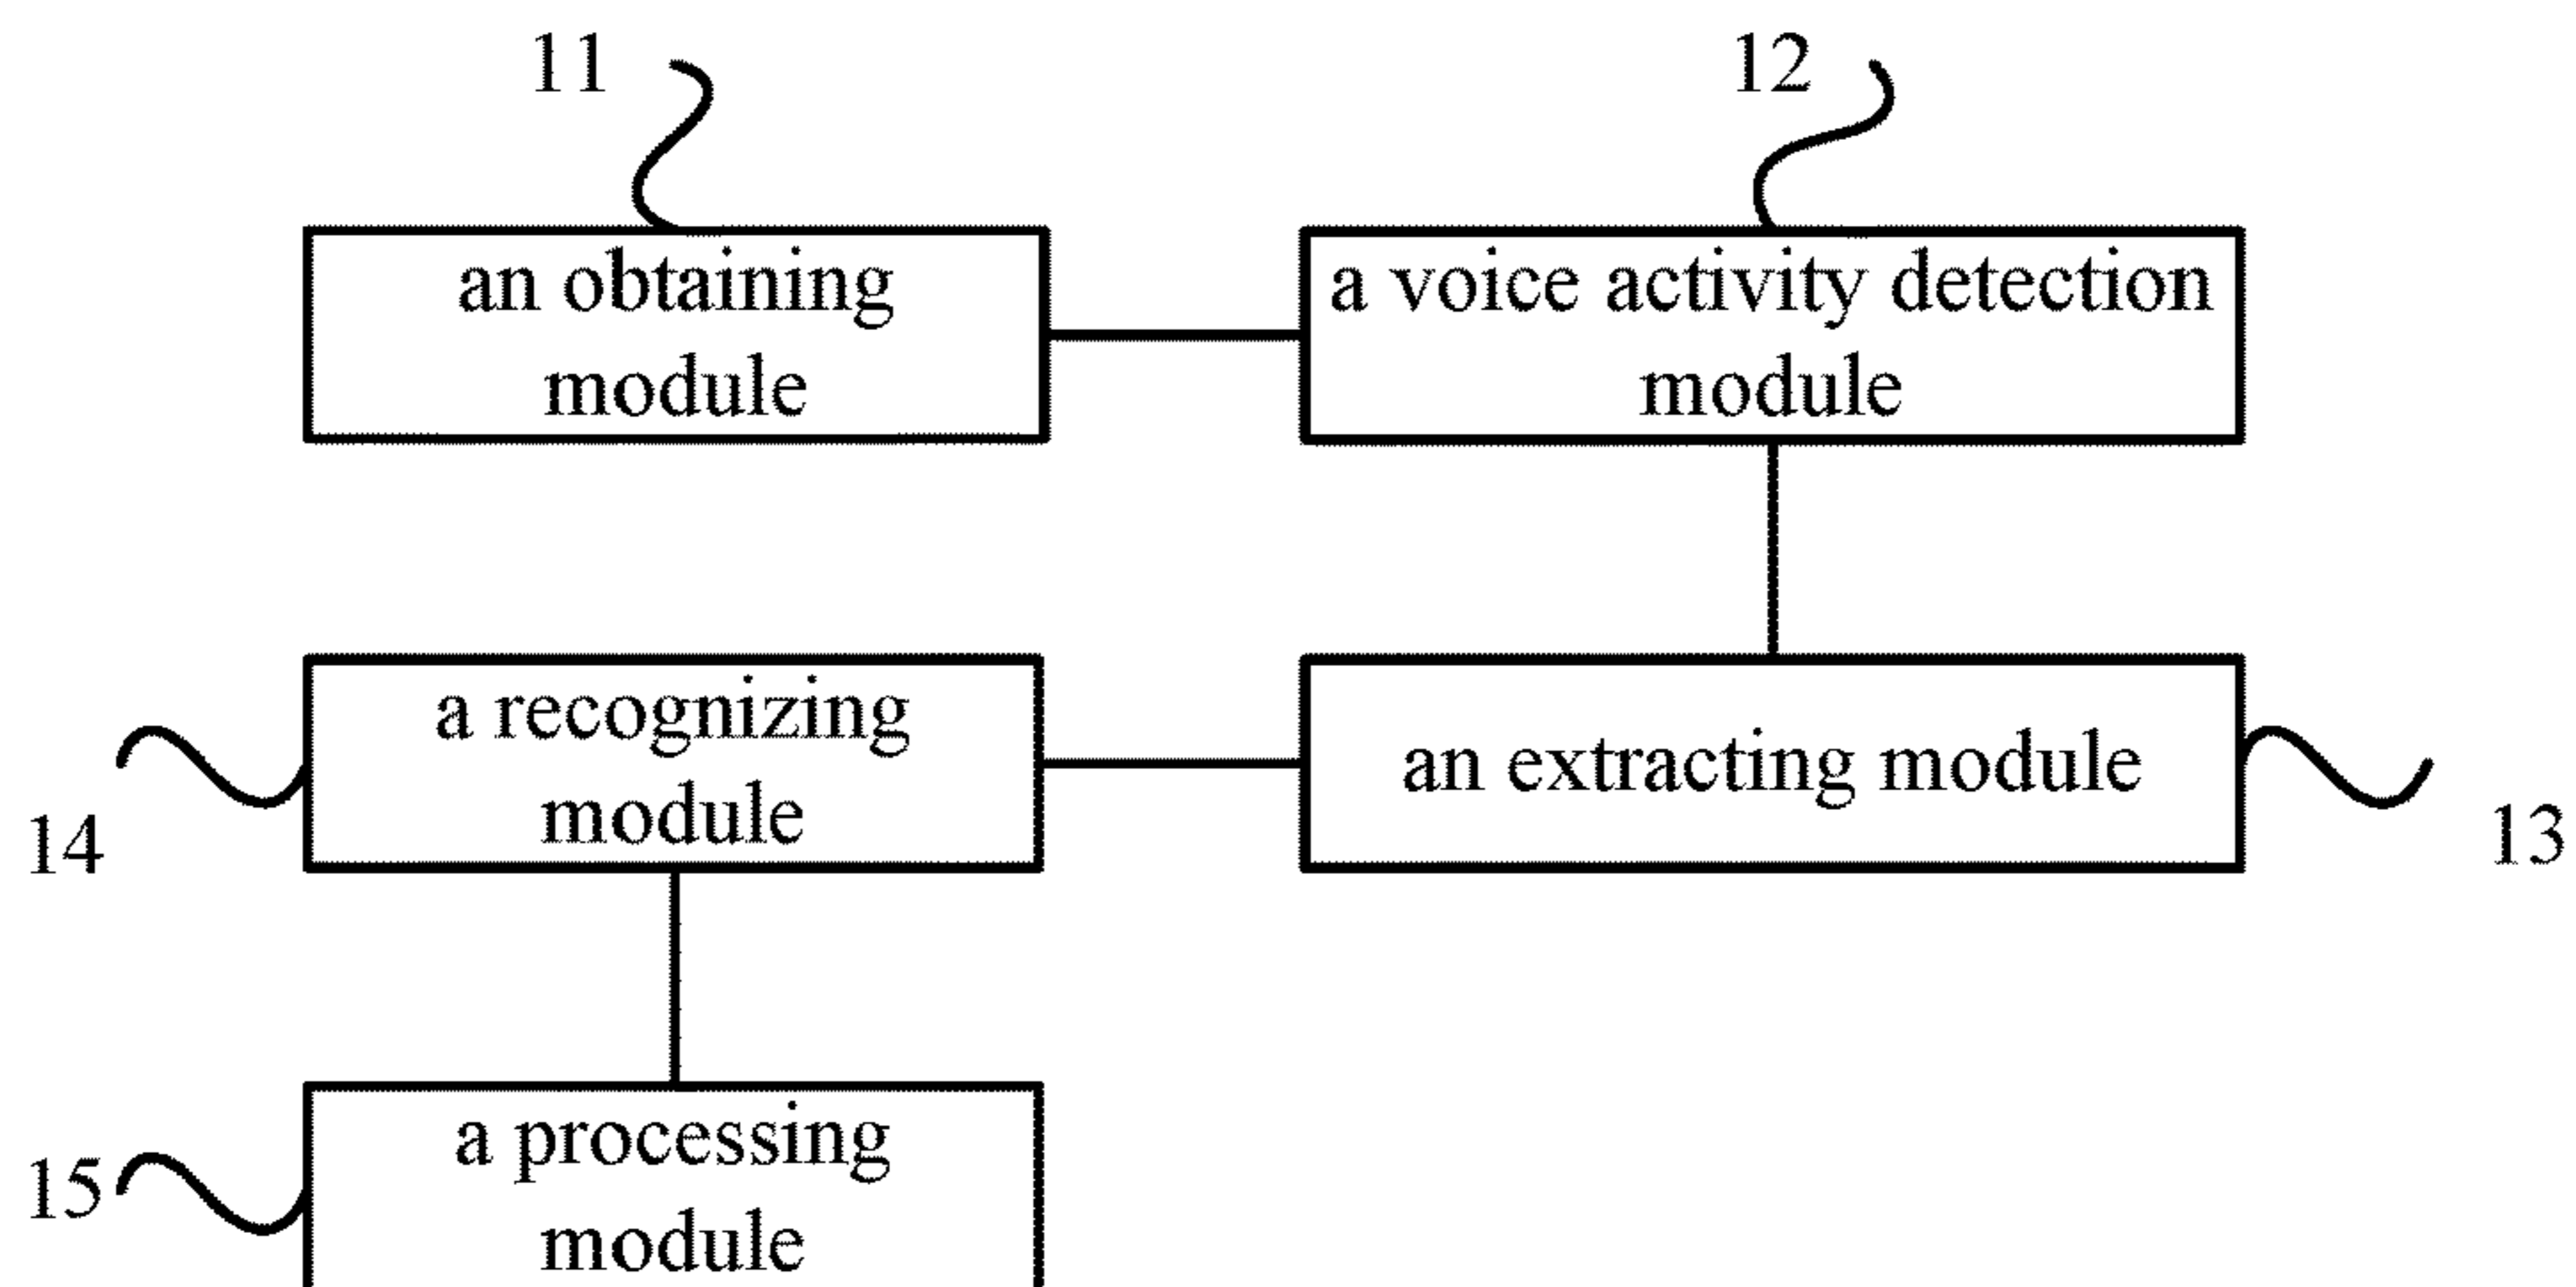 11
12
an obtaining
module
a voice activity detection
module
a recognizing
module
an extracting module
14
13
a processing
module
15